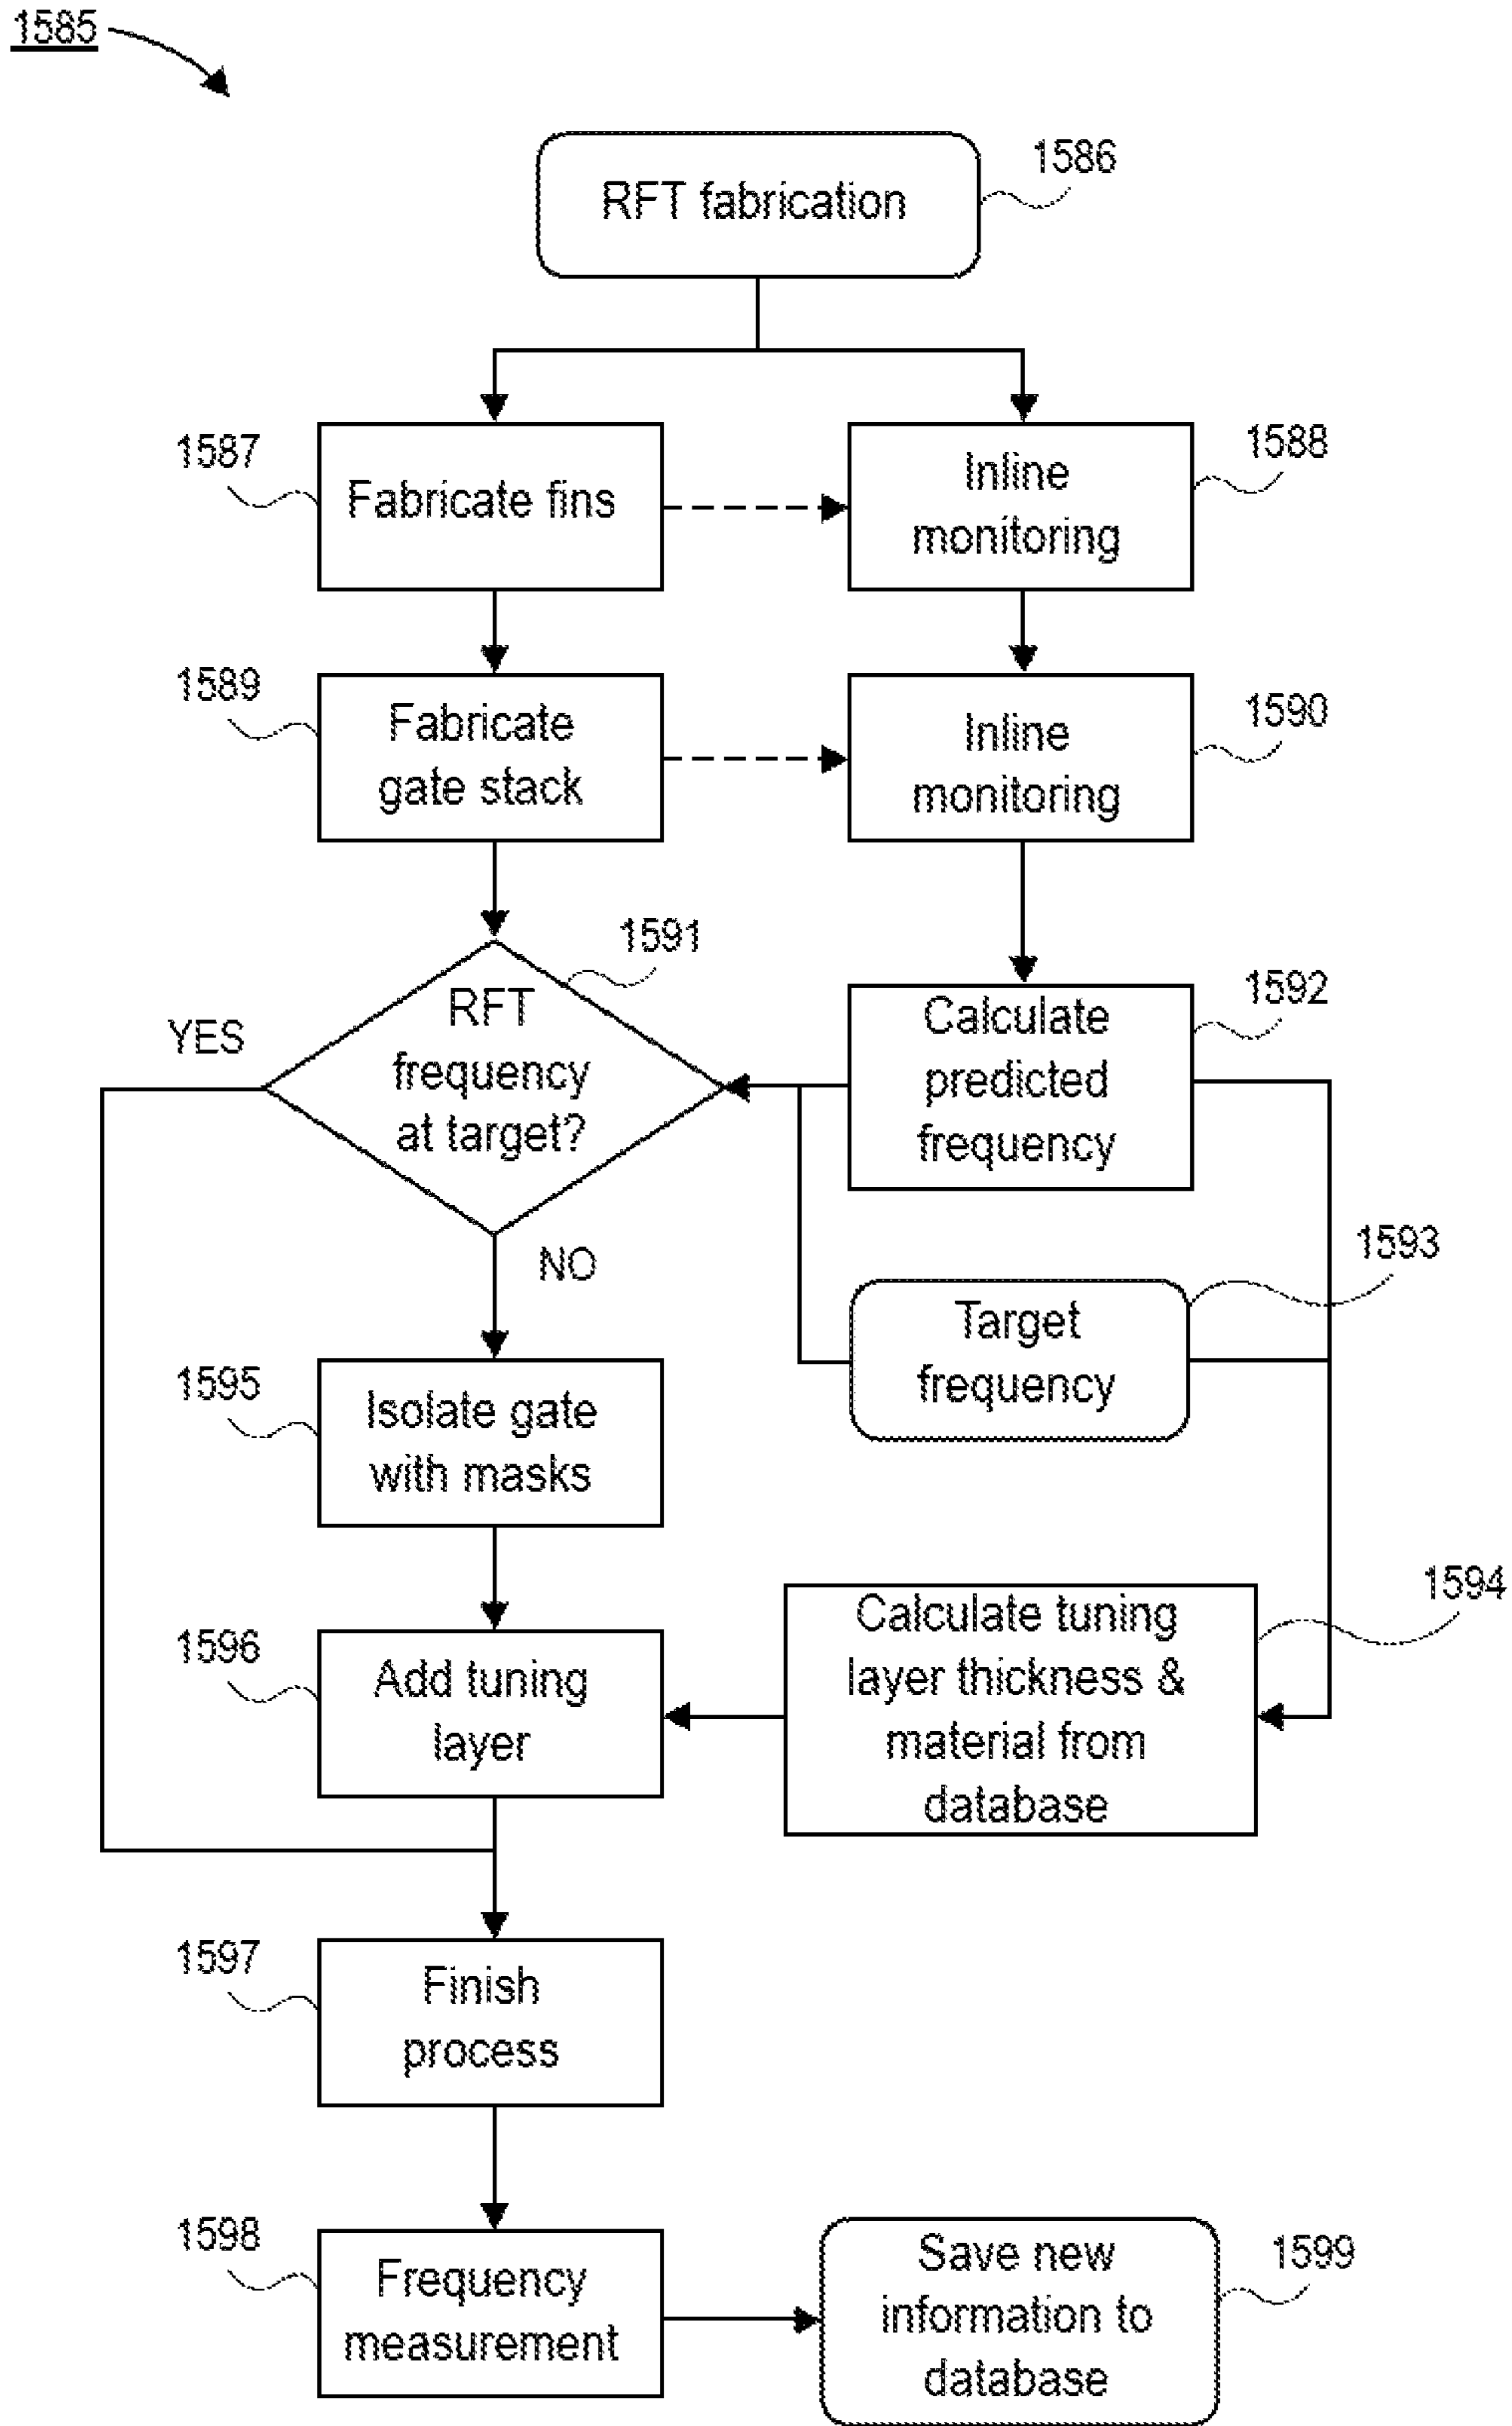 1585
RFT fabrication
1586
1587
Fabricate fins
Inline
monitoring
1588
1589
Fabricate
gate stack
Inline
monitoring
1590
1591
RFT
frequency
at target?
YES
NO
Calculate
predicted
frequency
1592
1593
Target
frequency
1595
Isolate gate
with masks
1594
Calculate tuning
layer thickness &
material from
database
1596
Add tuning
layer
1597
Finish
process
1598
Frequency
measurement
Save new
information to
database
1599